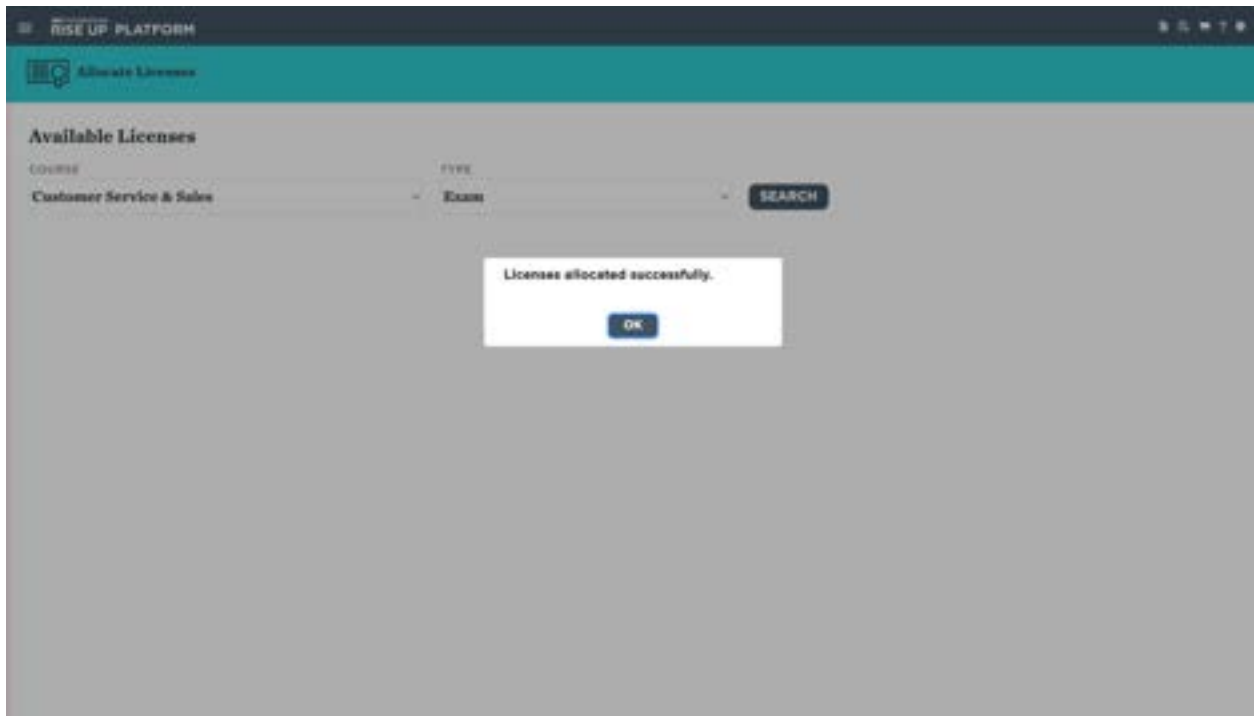 RISE UP PLATFORM
?
Allocate Licenses
Available Licenses
COURSE
TYPE
Customer Service & Sales
Exam
SEARCH
Licenses allocated successfully.
OK